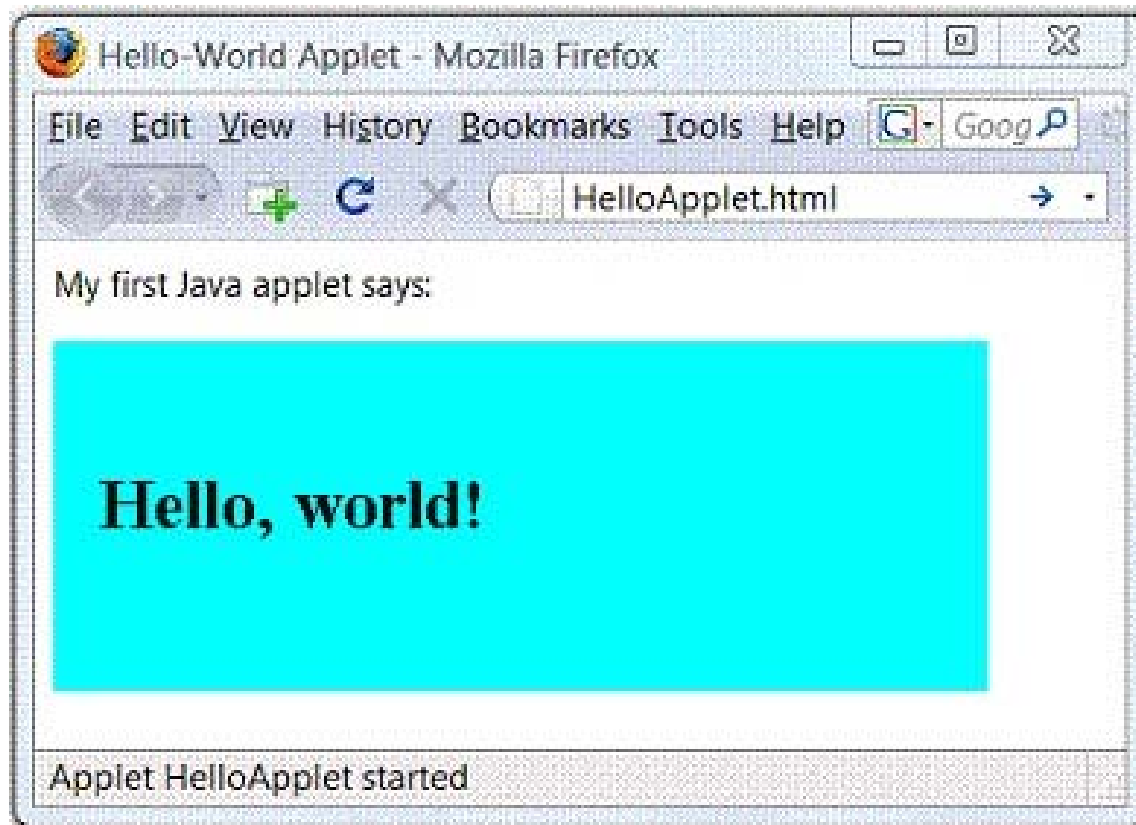 Hello-World Applet - Mozilla Firefox
File Edit View History Bookmarks Tools Help Goog
HelloApplet.html
My first Java applet says:
Hello, world!
Applet HelloApplet started